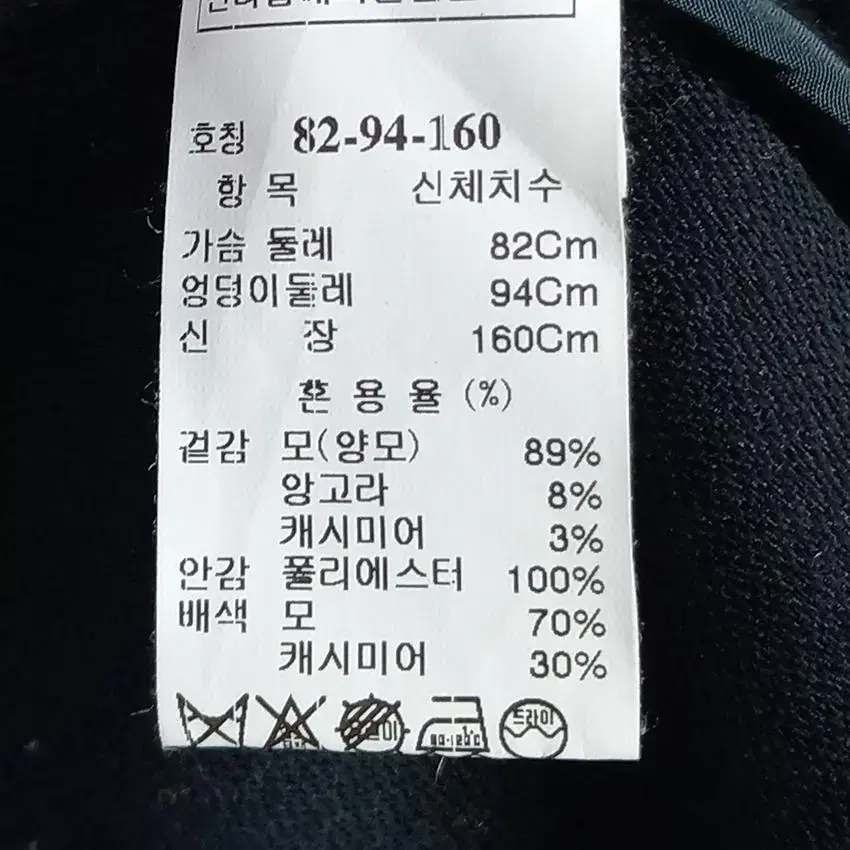 호칭 82-94-160
항 목 신체치수
가슴 둘레 82Cm
엉덩이둘레 94Cm
신 장 160Cm
혼 용 율 (%)
겉감 모(양모) 89%
앙고라 8%
캐시미어 3%
안감 폴리에스터 100%
배색 모 70%
캐시미어 30%
드라이